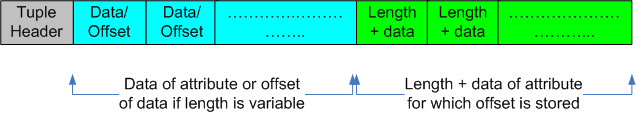 Tuple
Header
Data/
Offset
Data/
Offset
…………………
……..
Length
+ data
Length
+ data
…………………
………...
Data of attribute or offset
of data if length is variable
Length + data of attribute
for which offset is stored